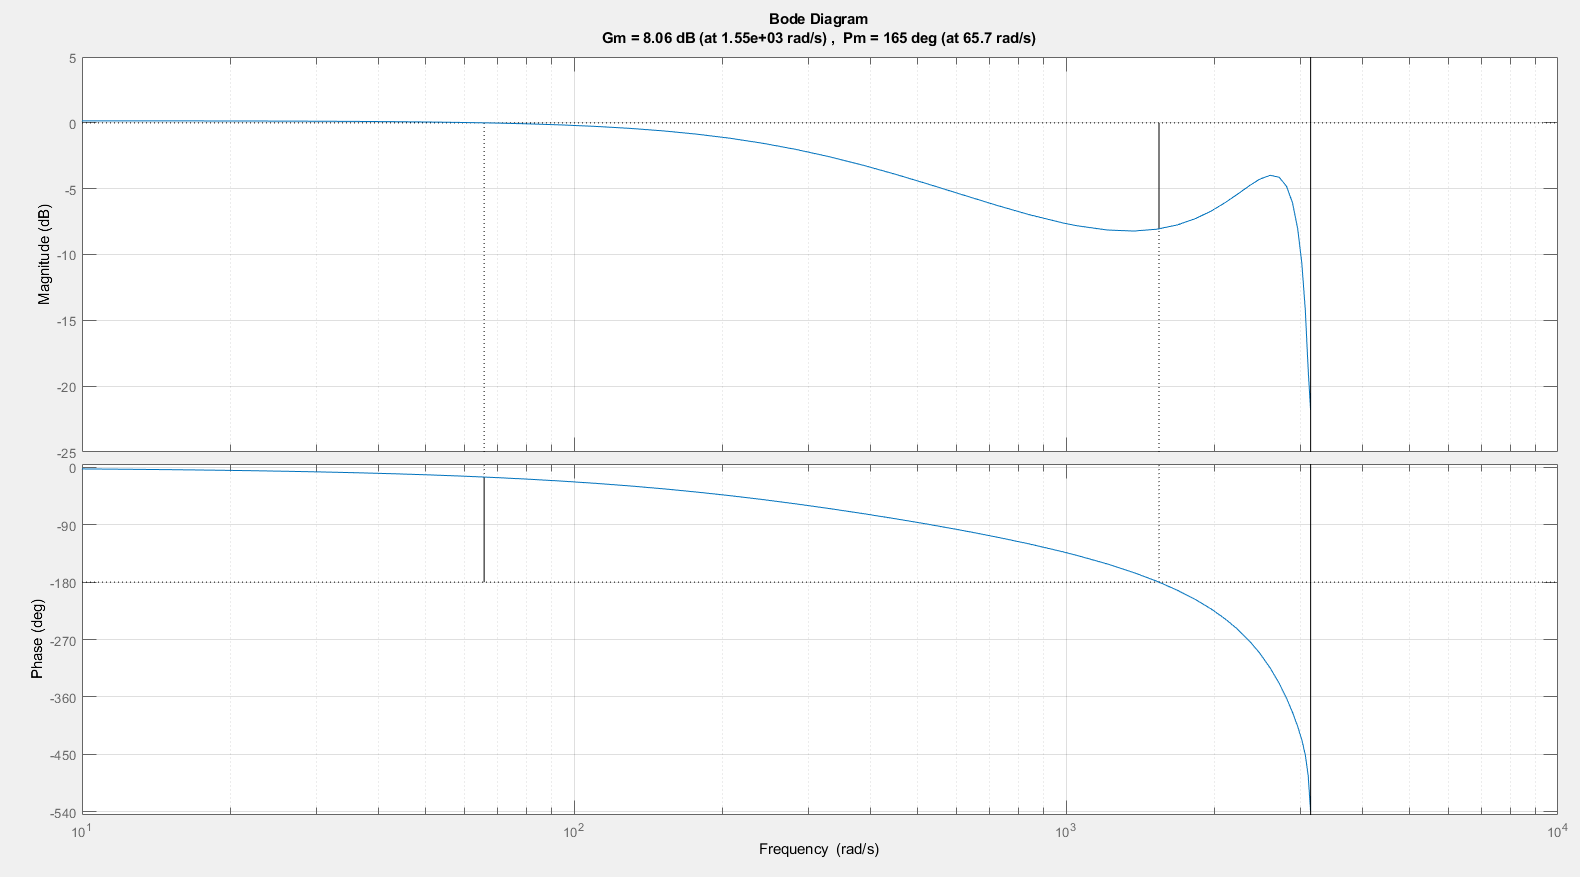 Bode Diagram
Gm = 8.06 dB (at 1.55e+03 rad/s) ,  Pm = 165 deg (at 65.7 rad/s)
Magnitude (dB)
5
0
-5
-10
-15
-20
-25
Phase (deg)
0
-90
-180
-270
-360
-450
-540
10^1 10^2 10^3 10^4
Frequency (rad/s)